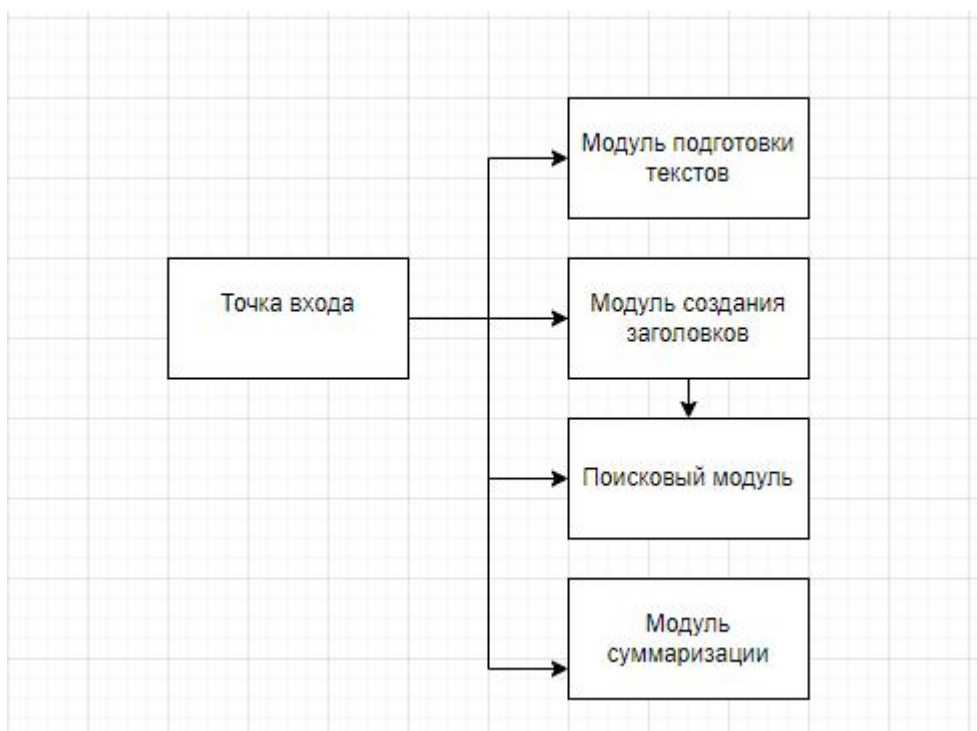 Модуль подготовки
текстов
Точка входа
Модуль создания
заголовков
Поисковый модуль
Модуль
суммаризации